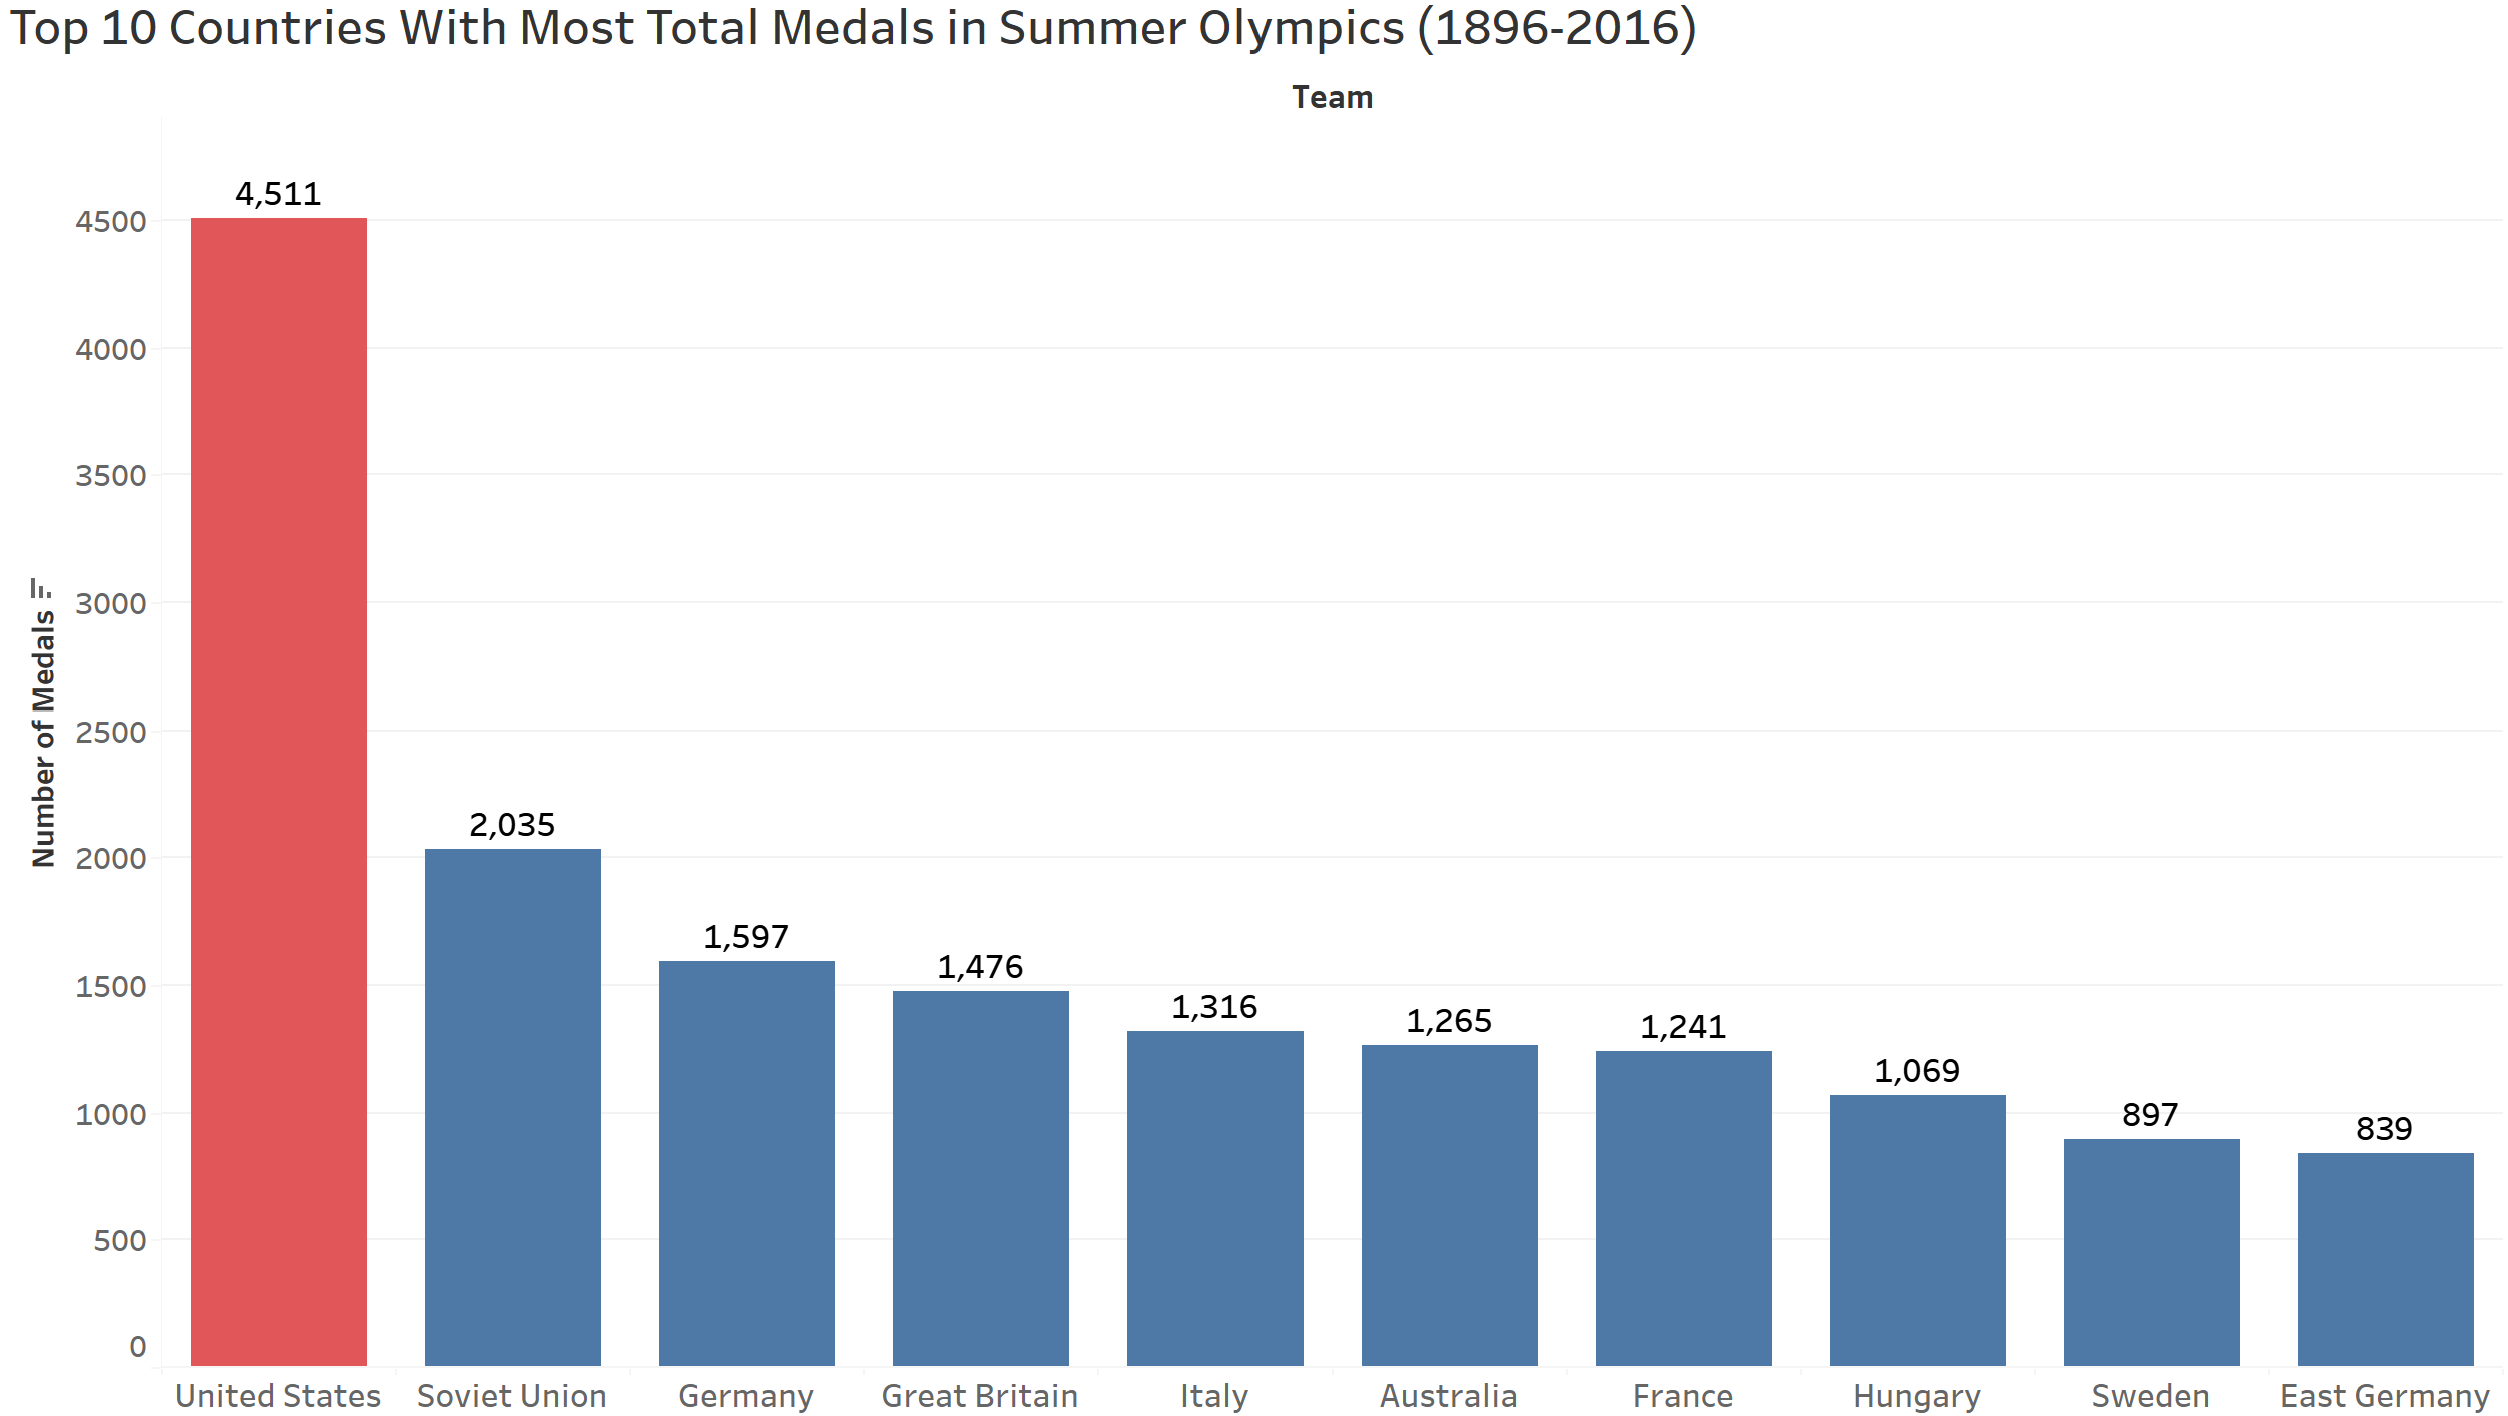 Top 10 Countries With Most Total Medals in Summer Olympics (1896-2016)
Team
Number of Medals
4500
4000
3500
3000
2500
2000
1500
1000
500
0
4,511
2,035
1,597
1,476
1,316
1,265
1,241
1,069
897
839
United States
Soviet Union
Germany
Great Britain
Italy
Australia
France
Hungary
Sweden
East Germany